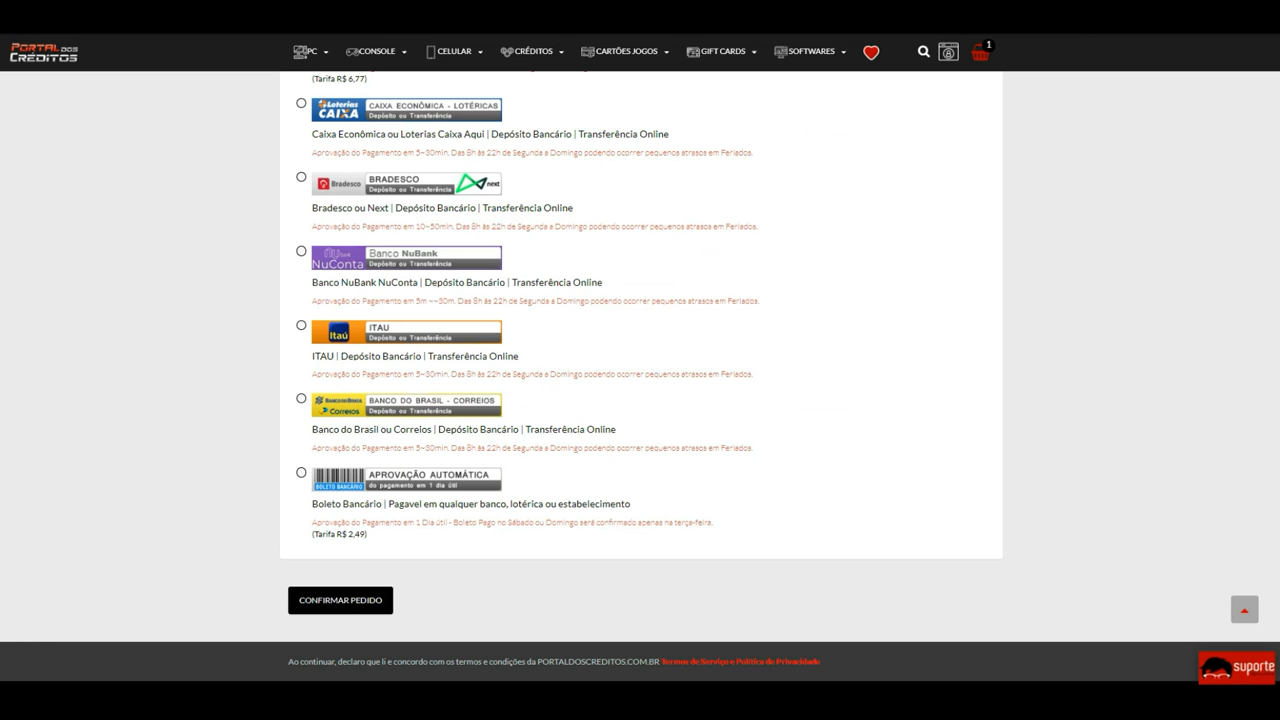 PORTAL DOS
CRÉDITOS
PC
CONSOLE
CELULAR
CRÉDITOS
CARTÕES JOGOS
GIFT CARDS
SOFTWARES
1
(Tarifa R$ 6,77)
Loterias
CAIXA
CAIXA ECONÔMICA - LOTÉRICAS
Depósito ou Transferência
Caixa Econômica ou Loterias Caixa Aqui | Depósito Bancário | Transferência Online
Aprovação do Pagamento em 5~30min. Das 8h às 22h de Segunda a Domingo podendo ocorrer pequenos atrasos em Feriados.
Bradesco
BRADESCO
Depósito ou Transferência
next
Bradesco ou Next | Depósito Bancário | Transferência Online
Aprovação do Pagamento em 10~50min. Das 8h às 22h de Segunda a Domingo podendo ocorrer pequenos atrasos em Feriados.
NuConta
Banco NuBank
Depósito ou Transferência
Banco NuBank NuConta | Depósito Bancário | Transferência Online
Aprovação do Pagamento em 5m ~~30m. Das 8h às 22h de Segunda a Domingo podendo ocorrer pequenos atrasos em Feriados.
Itaú
ITAU
Depósito ou Transferência
ITAU | Depósito Bancário | Transferência Online
Aprovação do Pagamento em 5~30min. Das 8h às 22h de Segunda a Domingo podendo ocorrer pequenos atrasos em Feriados.
BANCO DO BRASIL
Correios
BANCO DO BRASIL - CORREIOS
Depósito ou Transferência
Banco do Brasil ou Correios | Depósito Bancário | Transferência Online
Aprovação do Pagamento em 5~30min. Das 8h às 22h de Segunda a Domingo podendo ocorrer pequenos atrasos em Feriados.
BOLETO BANCÁRIO
APROVAÇÃO AUTOMÁTICA
do pagamento em 1 dia útil
Boleto Bancário | Pagavel em qualquer banco, lotérica ou estabelecimento
Aprovação do Pagamento em 1 Dia útil - Boleto Pago no Sábado ou Domingo será confirmado apenas na terça-feira.
(Tarifa R$ 2,49)
CONFIRMAR PEDIDO
Ao continuar, declaro que li e concordo com os termos e condições da PORTALDOSCREDITOS.COM.BR Termos de Serviço e Política de Privacidade
suporte